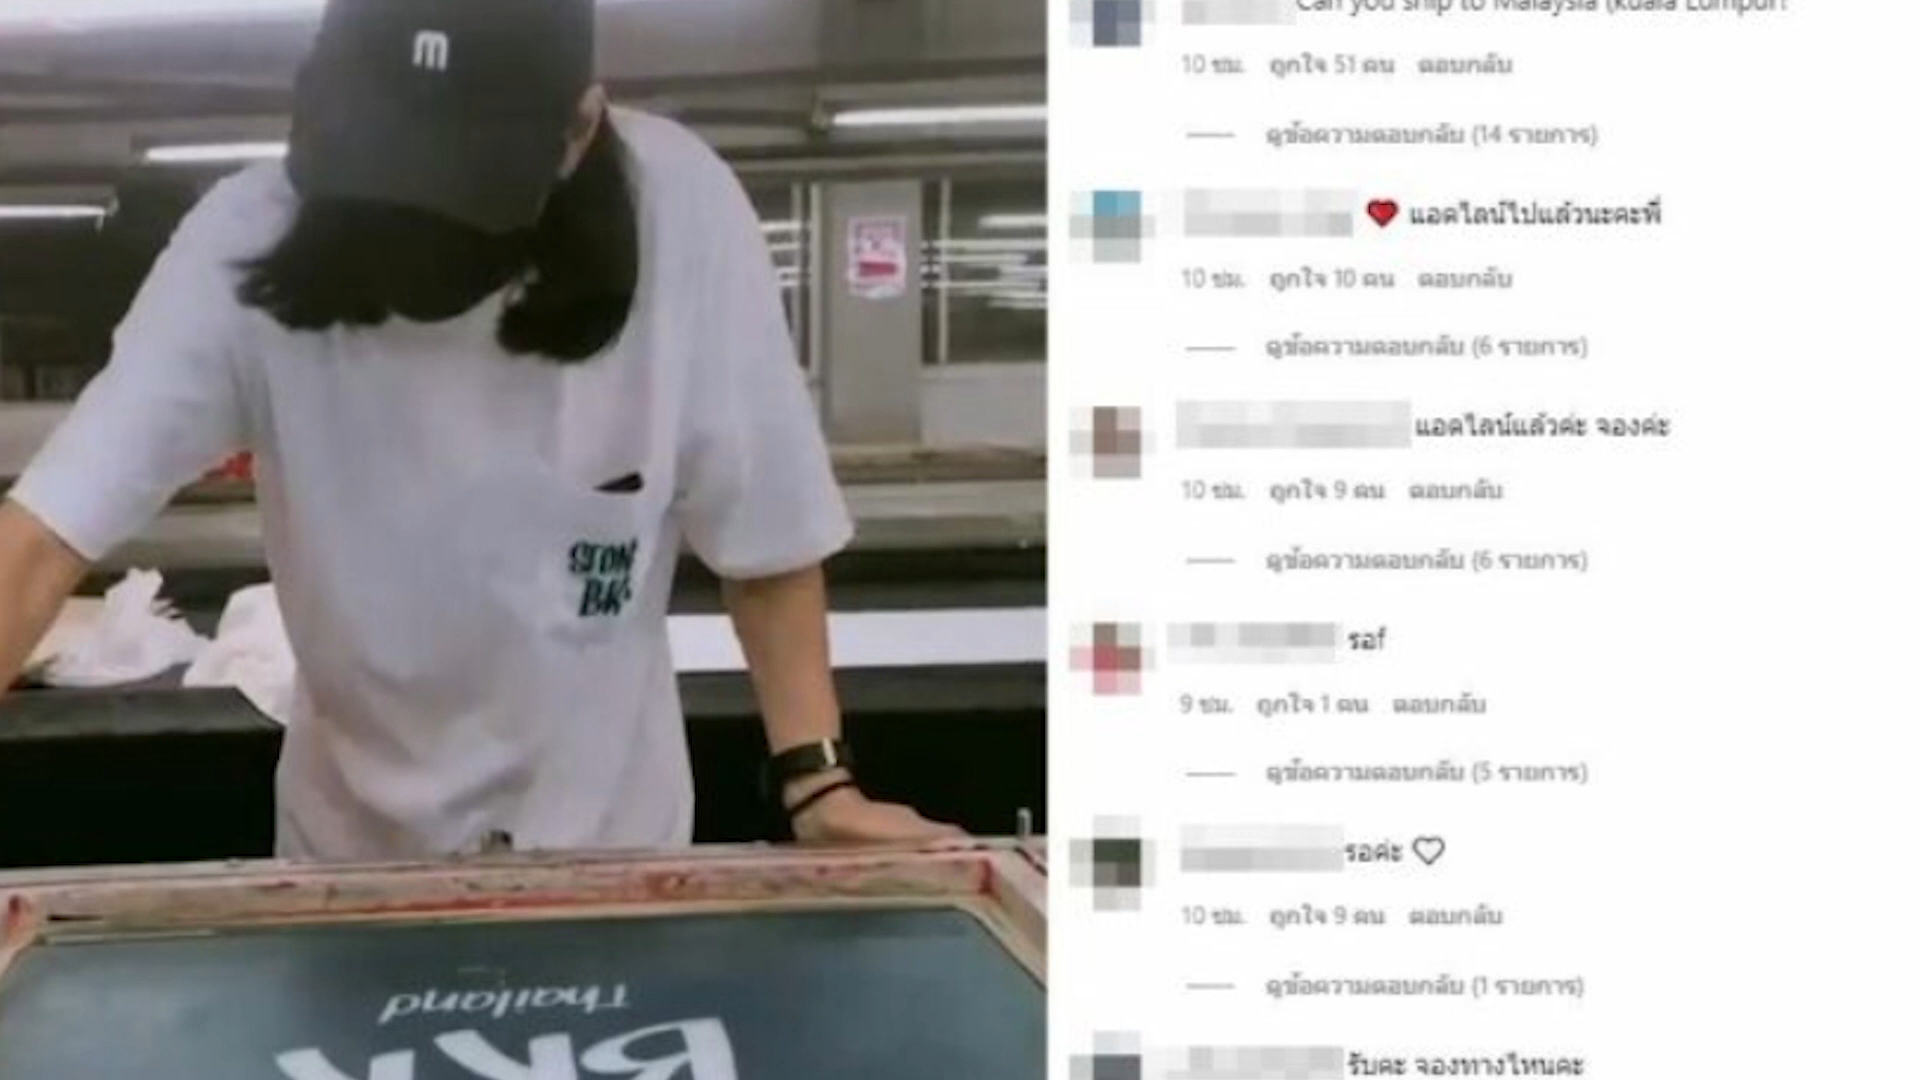 m
BK
Thailand
BKK
Can you ship to Malaysia (kuala Lumpur?
10 ชม. ถูกใจ 51 คน ตอบกลับ
ดูข้อความตอบกลับ (14 รายการ)
แอดไลน์ไปแล้วนะคะพี่
10 ชม. ถูกใจ 10 คน ตอบกลับ
ดูข้อความตอบกลับ (6 รายการ)
แอดไลน์แล้วค่ะ จองค่ะ
10 ชม. ถูกใจ 9 คน ตอบกลับ
ดูข้อความตอบกลับ (6 รายการ)
รอf
9 ชม. ถูกใจ 1 คน ตอบกลับ
ดูข้อความตอบกลับ (5 รายการ)
รอค่ะ
10 ชม. ถูกใจ 9 คน ตอบกลับ
ดูข้อความตอบกลับ (1 รายการ)
รับคะ จองทางไหนคะ